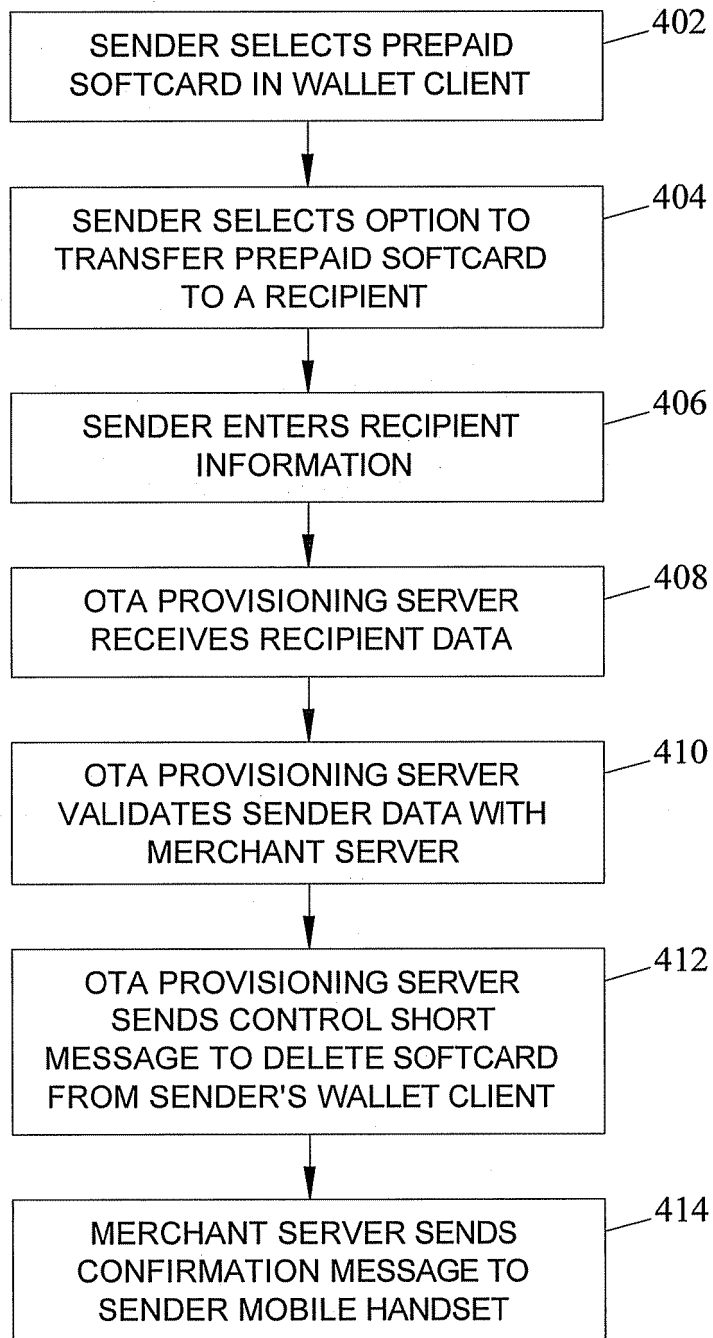 402
SENDER SELECTS PREPAID
SOFTCARD IN WALLET CLIENT
404
SENDER SELECTS OPTION TO
TRANSFER PREPAID SOFTCARD
TO A RECIPIENT
406
SENDER ENTERS RECIPIENT
INFORMATION
408
OTA PROVISIONING SERVER
RECEIVES RECIPIENT DATA
410
OTA PROVISIONING SERVER
VALIDATES SENDER DATA WITH
MERCHANT SERVER
412
OTA PROVISIONING SERVER
SENDS CONTROL SHORT
MESSAGE TO DELETE SOFTCARD
FROM SENDER'S WALLET CLIENT
414
MERCHANT SERVER SENDS
CONFIRMATION MESSAGE TO
SENDER MOBILE HANDSET